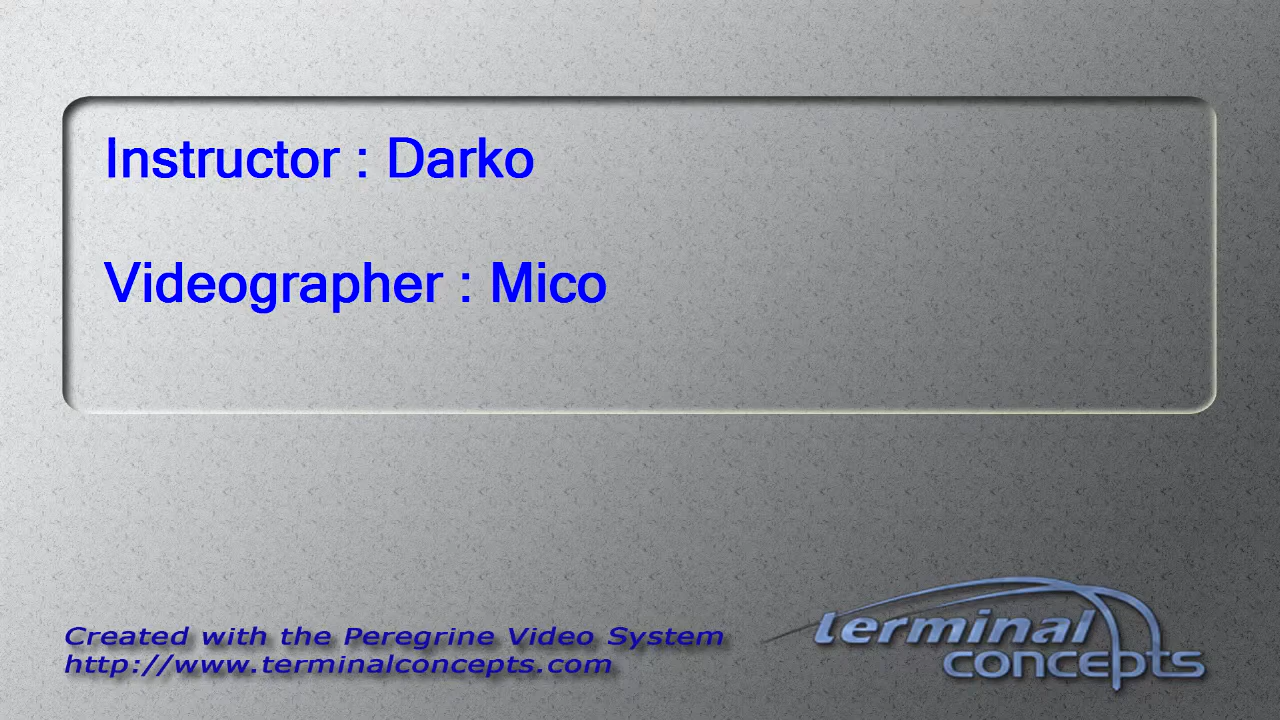 Instructor : Darko
Videographer : Mico
Created with the Peregrine Video System
http://www.terminalconcepts.com
terminal
concepts